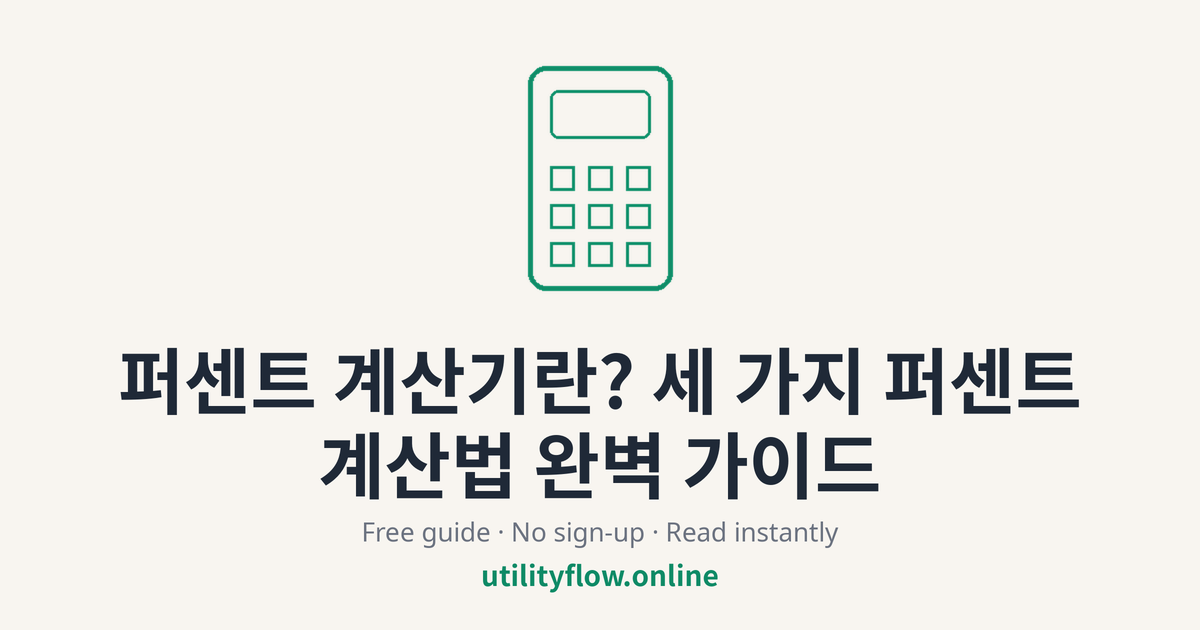 퍼센트 계산기란? 세 가지 퍼센트
계산법 완벽 가이드
Free guide · No sign-up · Read instantly
utilityflow.online